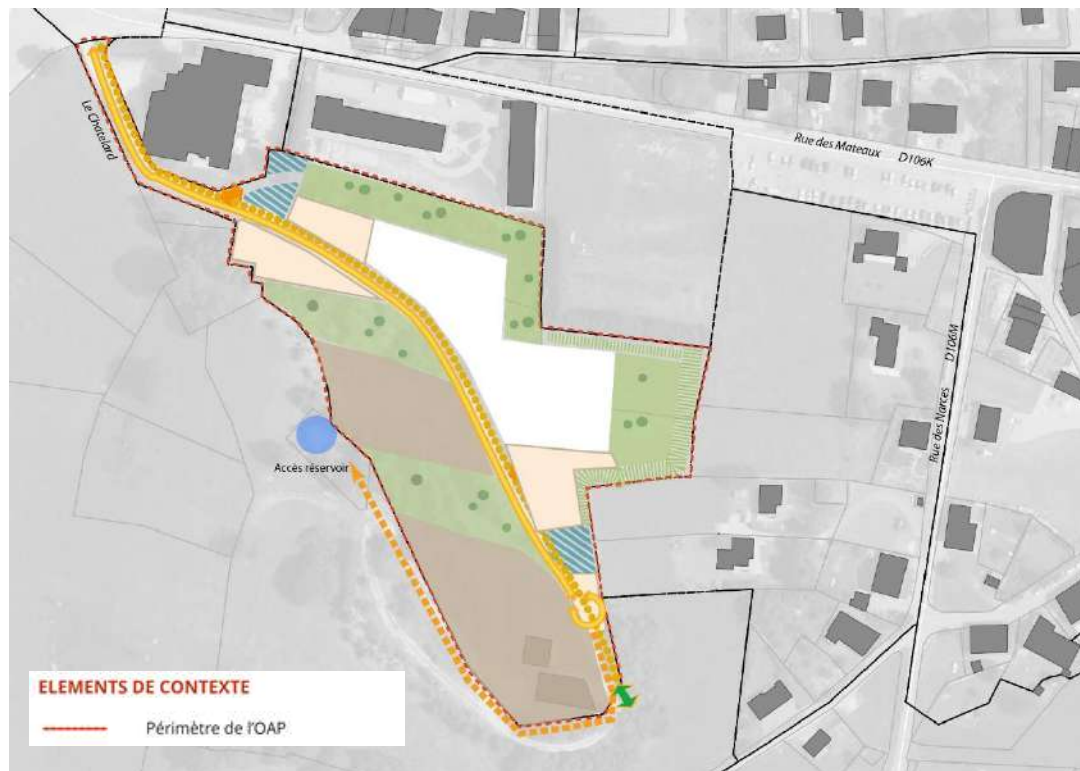 Le Chatelard
Rue des Mateaux D106K
Rue des Narces D106M
Accès réservoir
ELEMENTS DE CONTEXTE
Périmètre de l'OAP